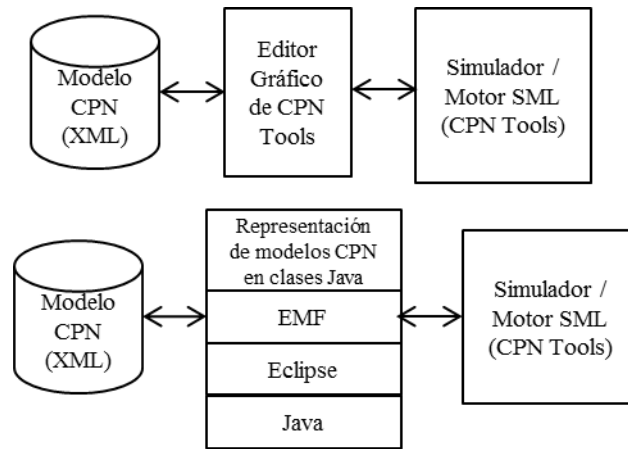 Modelo
CPN
(XML)
Editor
Gráfico
de CPN
Tools
Simulador /
Motor SML
(CPN Tools)
Modelo
CPN
(XML)
Representación
de modelos CPN
en clases Java
EMF
Eclipse
Java
Simulador /
Motor SML
(CPN Tools)